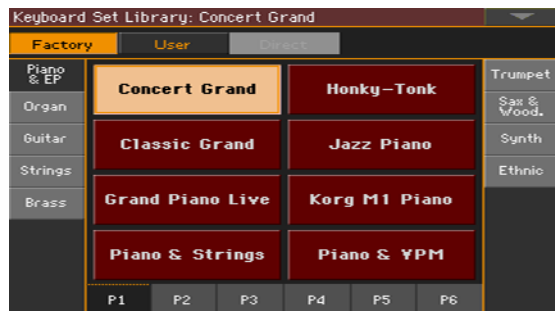 Keyboard Set Library: Concert Grand
Factory
User
Direct
Piano
& EP
Organ
Guitar
Strings
Brass
Concert Grand
Honky-Tonk
Classic Grand
Jazz Piano
Grand Piano Live
Korg M1 Piano
Piano & Strings
Piano & VPM
Trumpet
Sax &
Wood.
Synth
Ethnic
P1
P2
P3
P4
P5
P6